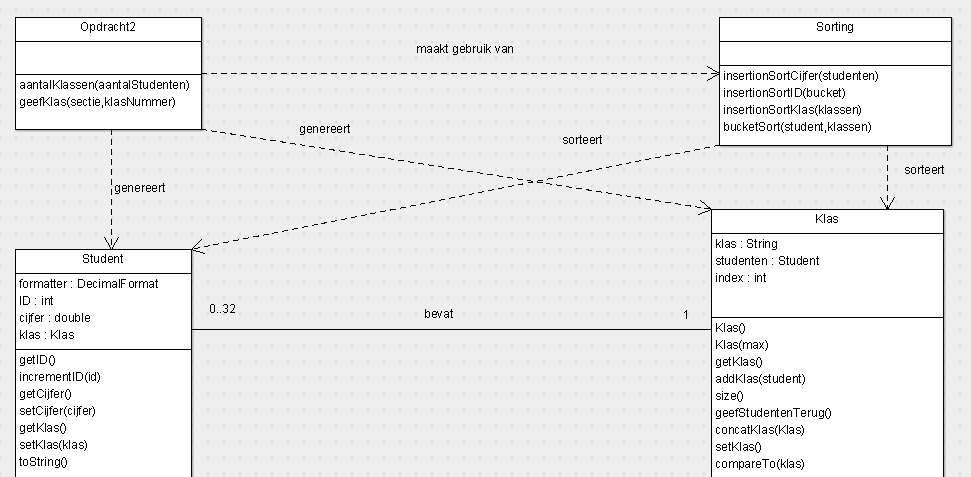 Opdracht2
aantalKlassen(aantalStudenten)
geefKlas(sectie,klasNummer)
maakt gebruik van
Sorting
insertionSortCijfer(studenten)
insertionSortID(bucket)
insertionSortKlas(klassen)
bucketSort(student,klassen)
genereert
sorteert
sorteert
genereert
Student
formatter : DecimalFormat
ID : int
cijfer : double
klas : Klas
getID()
incrementID(id)
getCijfer()
setCijfer(cijfer)
getKlas()
setKlas(klas)
toString()
0..32
bevat
1
Klas
klas : String
studenten : Student
index : int
Klas()
Klas(max)
getKlas()
addKlas(student)
size()
geefStudentenTerug()
concatKlas(Klas)
setKlas()
compareTo(klas)